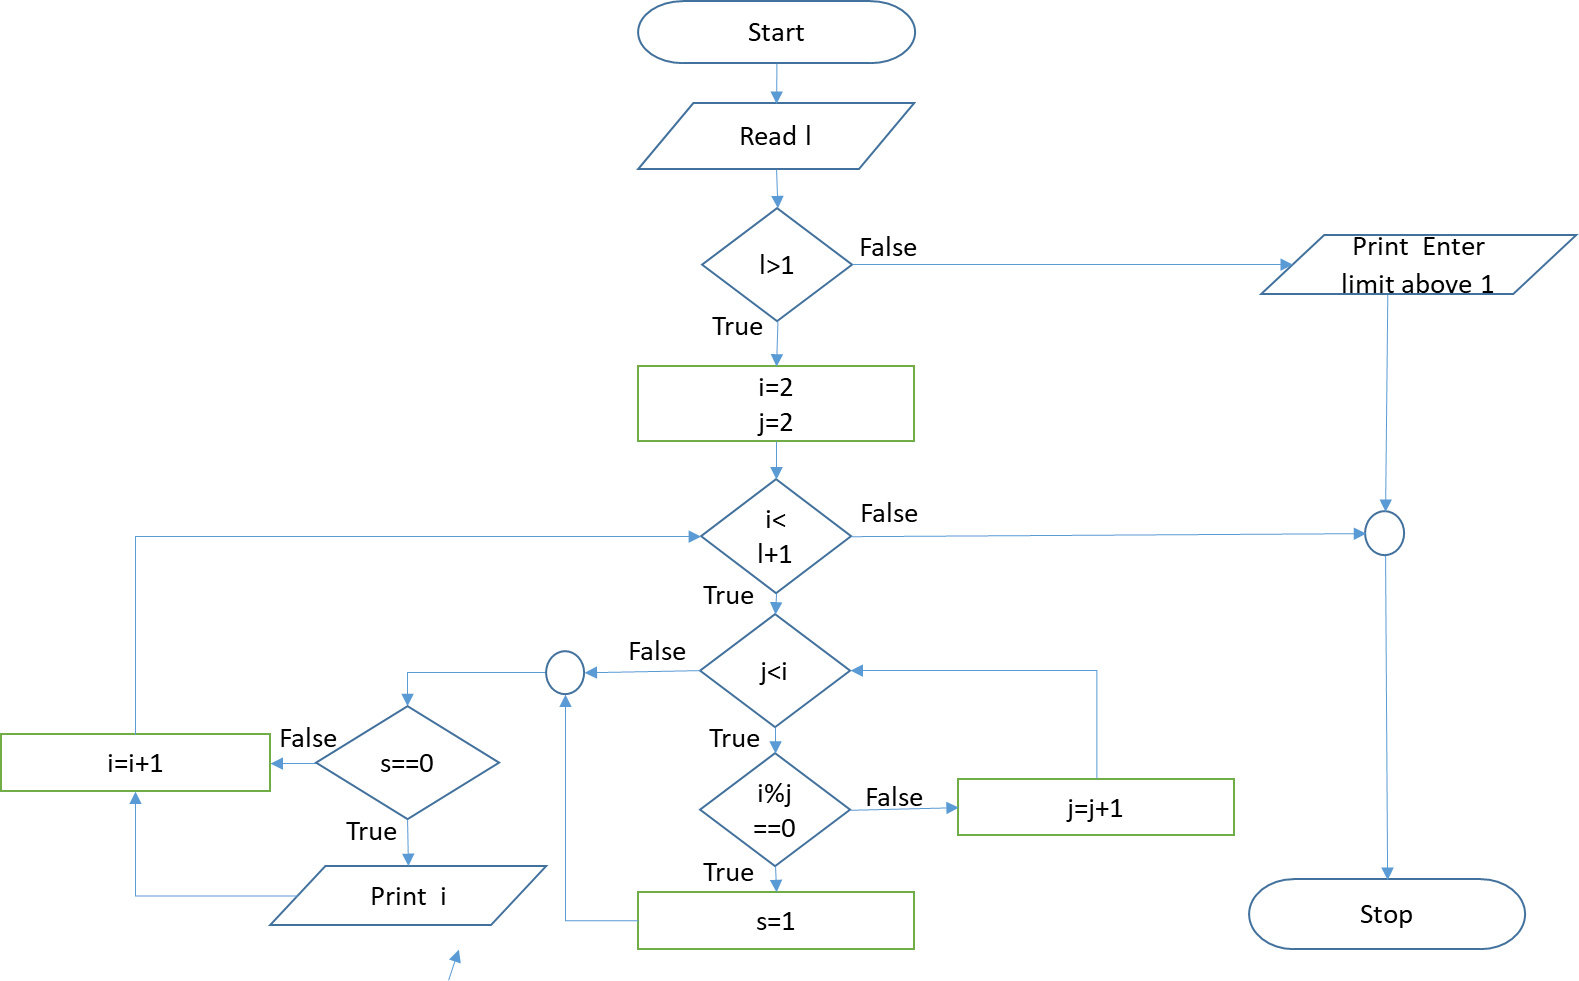 Start
Read l
l>1
False
Print  Enter
limit above 1
True
i=2
j=2
i<
l+1
False
True
j<i
False
True
s==0
False
i=i+1
i%j
==0
False
j=j+1
True
Print  i
True
s=1
Stop